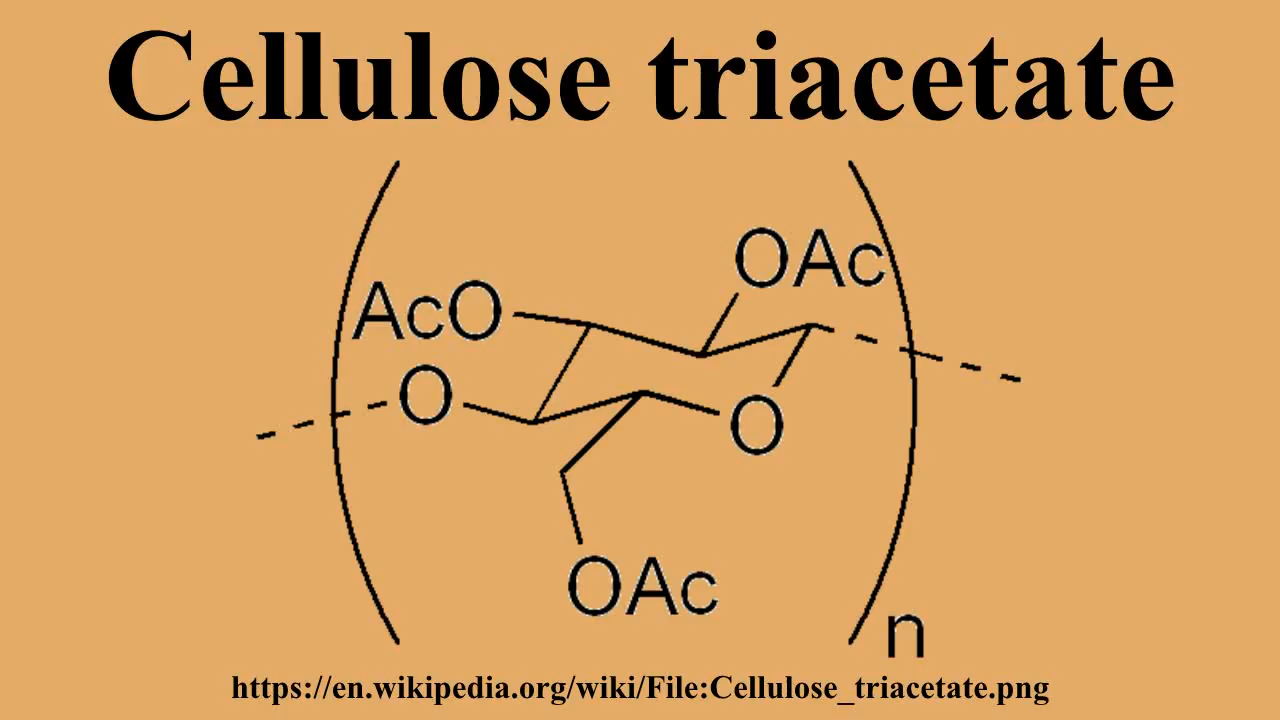 Cellulose triacetate
OAc
AcO
O
O
OAc
n
https://en.wikipedia.org/wiki/File:Cellulose_triacetate.png